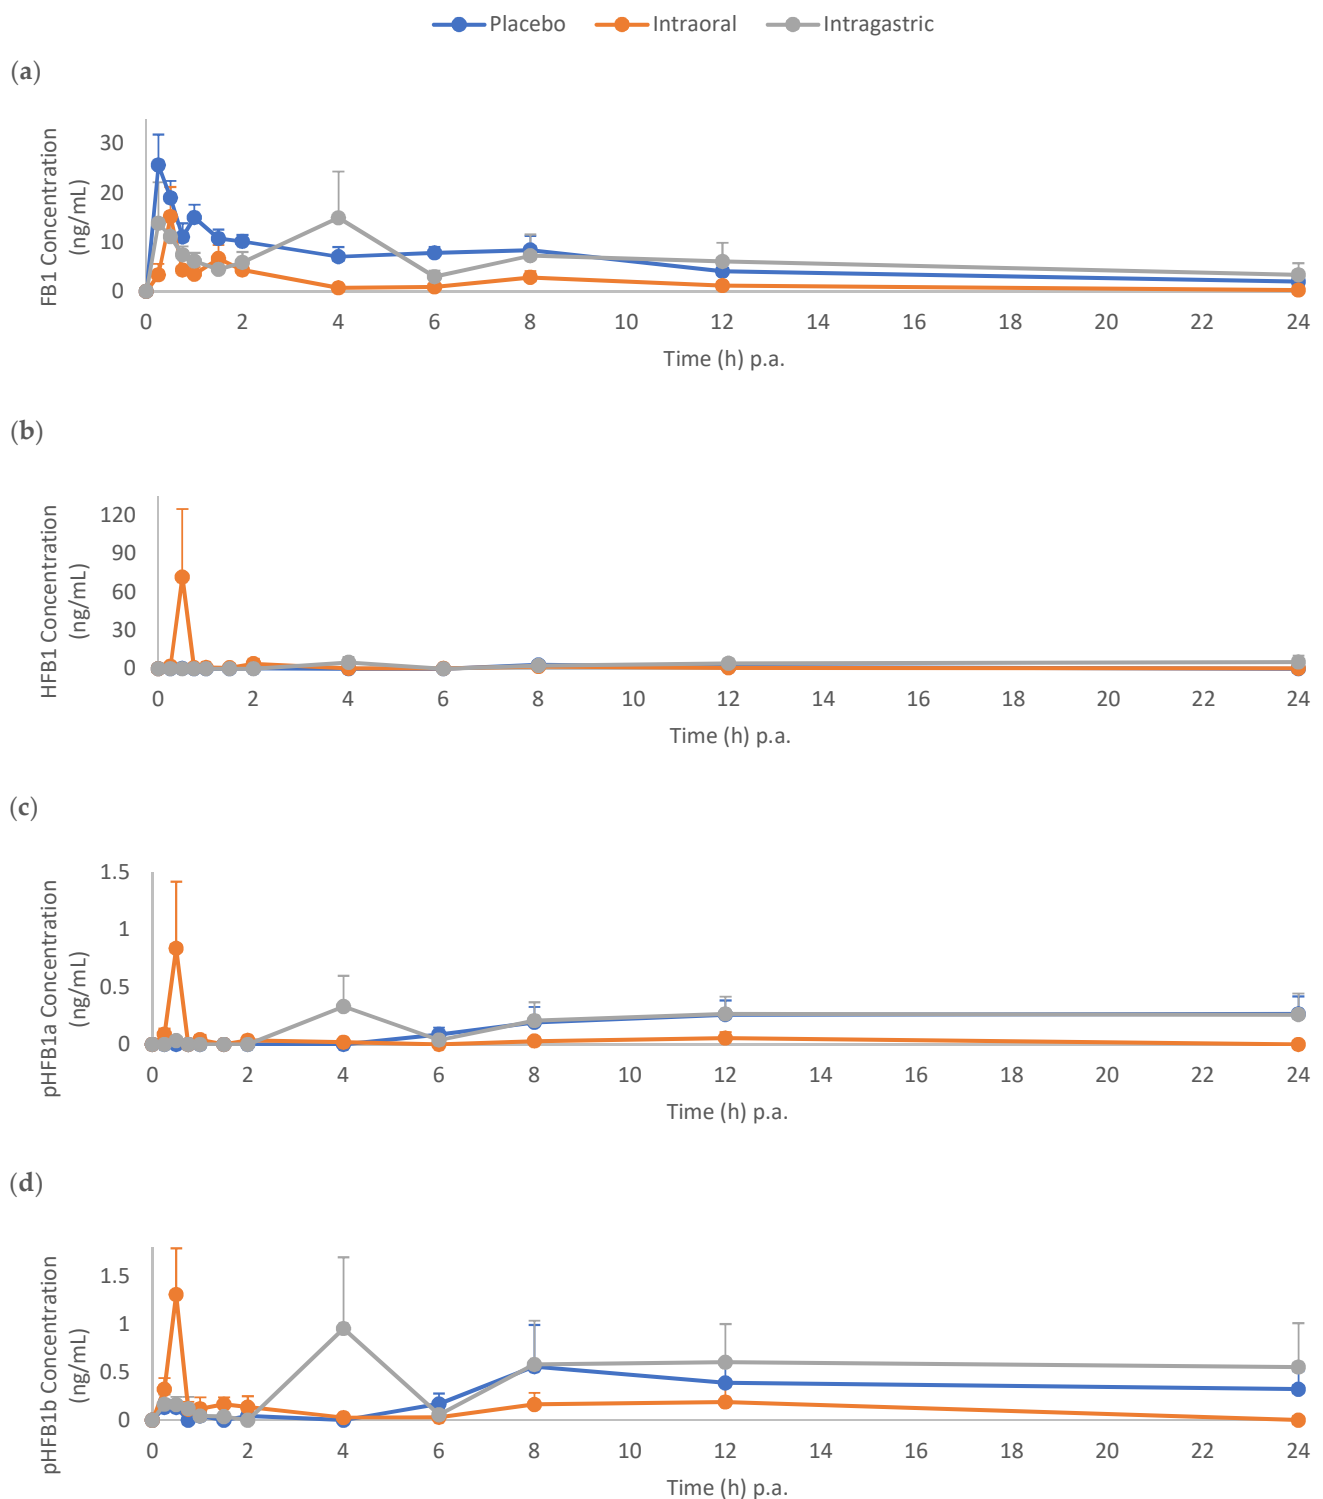 Placebo Intraoral Intragastric
(a)
FB1 Concentration
(ng/mL)
30
20
10
0
0 2 4 6 8 10 12 14 16 18 20 22 24
Time (h) p.a.
(b)
HFB1 Concentration
(ng/mL)
120
90
60
30
0
0 2 4 6 8 10 12 14 16 18 20 22 24
Time (h) p.a.
(c)
pHFB1a Concentration
(ng/mL)
1.5
1
0.5
0
0 2 4 6 8 10 12 14 16 18 20 22 24
Time (h) p.a.
(d)
pHFB1b Concentration
(ng/mL)
1.5
1
0.5
0
0 2 4 6 8 10 12 14 16 18 20 22 24
Time (h) p.a.